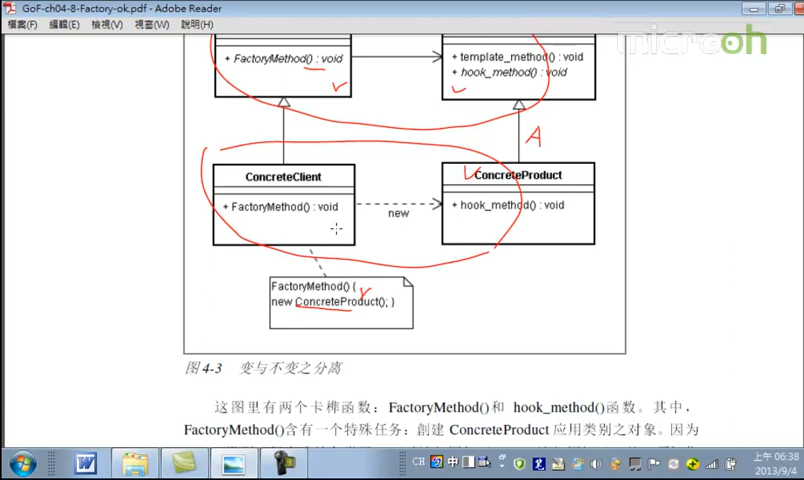 GoF-ch04-8-Factory-ok.pdf - Adobe Reader
檔案(F) 編輯(E) 檢視(V) 視窗(W) 說明(H)
microoh
+ FactoryMethod() : void
+ template_method() : void
+ hook_method() : void
A
ConcreteClient
ConcreteProduct
+ FactoryMethod() : void
+ hook_method() : void
new
FactoryMethod() {
new ConcreteProduct(); }
图 4-3 变与不变之分离
这图里有两个卡榫函数：FactoryMethod()和 hook_method()函数。其中，
FactoryMethod()含有一个特殊任务：创建 ConcreteProduct 应用类别之对象。因为
CH 中
上午 06:38
2013/9/4